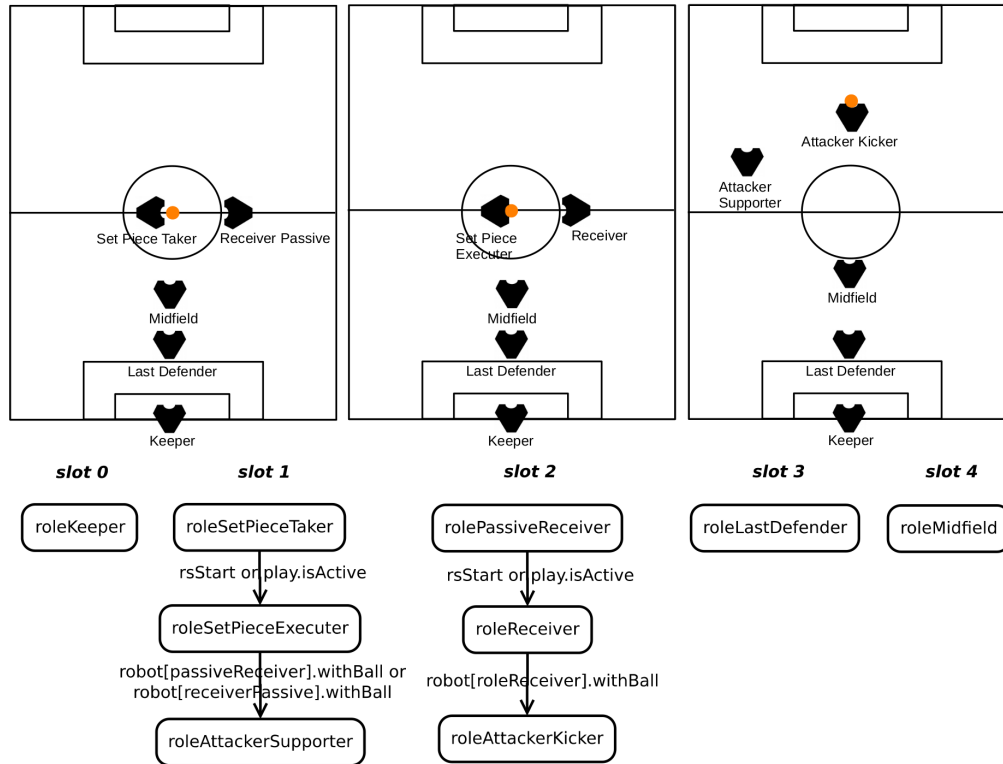 Set Piece Taker
Receiver Passive
Midfield
Last Defender
Keeper
Set Piece
Executer
Receiver
Midfield
Last Defender
Keeper
Attacker Kicker
Attacker
Supporter
Midfield
Last Defender
Keeper
slot 0
slot 1
slot 2
slot 3
slot 4
roleKeeper
roleSetPieceTaker
rolePassiveReceiver
roleLastDefender
roleMidfield
rsStart or play.isActive
rsStart or play.isActive
roleSetPieceExecuter
roleReceiver
robot[passiveReceiver].withBall or
robot[receiverPassive].withBall
robot[roleReceiver].withBall
roleAttackerSupporter
roleAttackerKicker